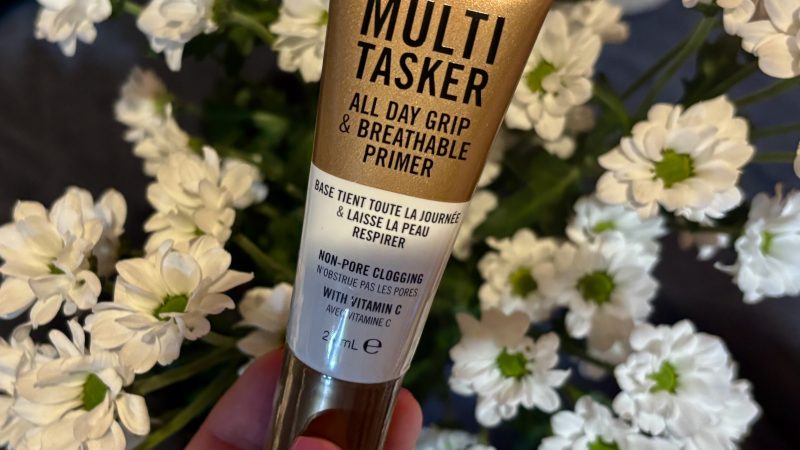 MULTI
TASKER
ALL DAY GRIP
& BREATHABLE
PRIMER
BASE TIENT TOUTE LA JOURNÉE
& LAISSE LA PEAU
RESPIRER
NON-PORE CLOGGING
N'OBSTRUE PAS LES PORES
WITH VITAMIN C
AVEC VITAMINE C
mL ℮